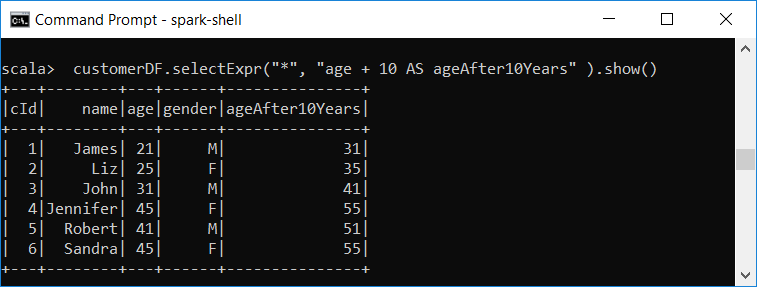 Command Prompt - spark-shell
scala>  customerDF.selectExpr("*", "age + 10 AS ageAfter10Years" ).show()
+---+--------+---+------+---------------+
|cId|    name|age|gender|ageAfter10Years|
+---+--------+---+------+---------------+
|  1|   James| 21|     M|             31|
|  2|     Liz| 25|     F|             35|
|  3|    John| 31|     M|             41|
|  4|Jennifer| 45|     F|             55|
|  5|  Robert| 41|     M|             51|
|  6|  Sandra| 45|     F|             55|
+---+--------+---+------+---------------+